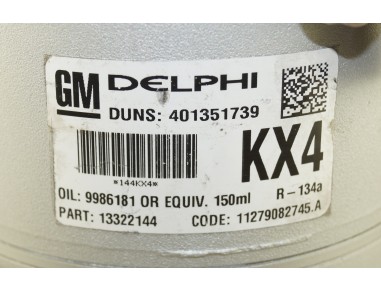 GM DELPHI
DUNS: 401351739
KX4
*144KX4*
R-134a
OIL: 9986181 OR EQUIV. 150ml
PART: 13322144 CODE: 11279082745.A